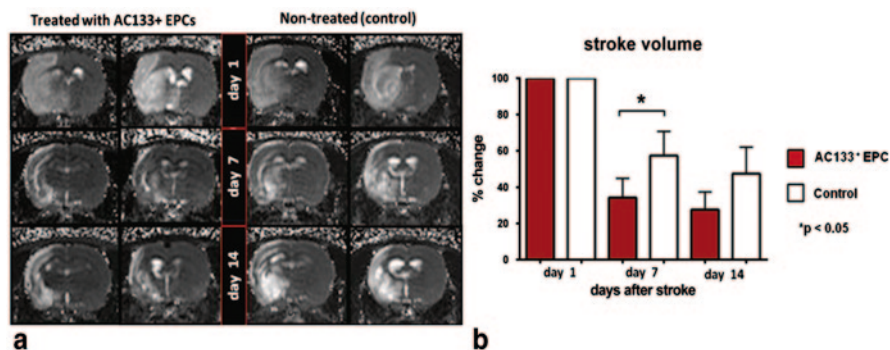 Treated with AC133+ EPCs
Non-treated (control)
day 1
day 7
day 14
a
stroke volume
% change
100
80
60
40
20
0
*
day 1
day 7
day 14
days after stroke
AC133+ EPC
Control
*p < 0.05
b